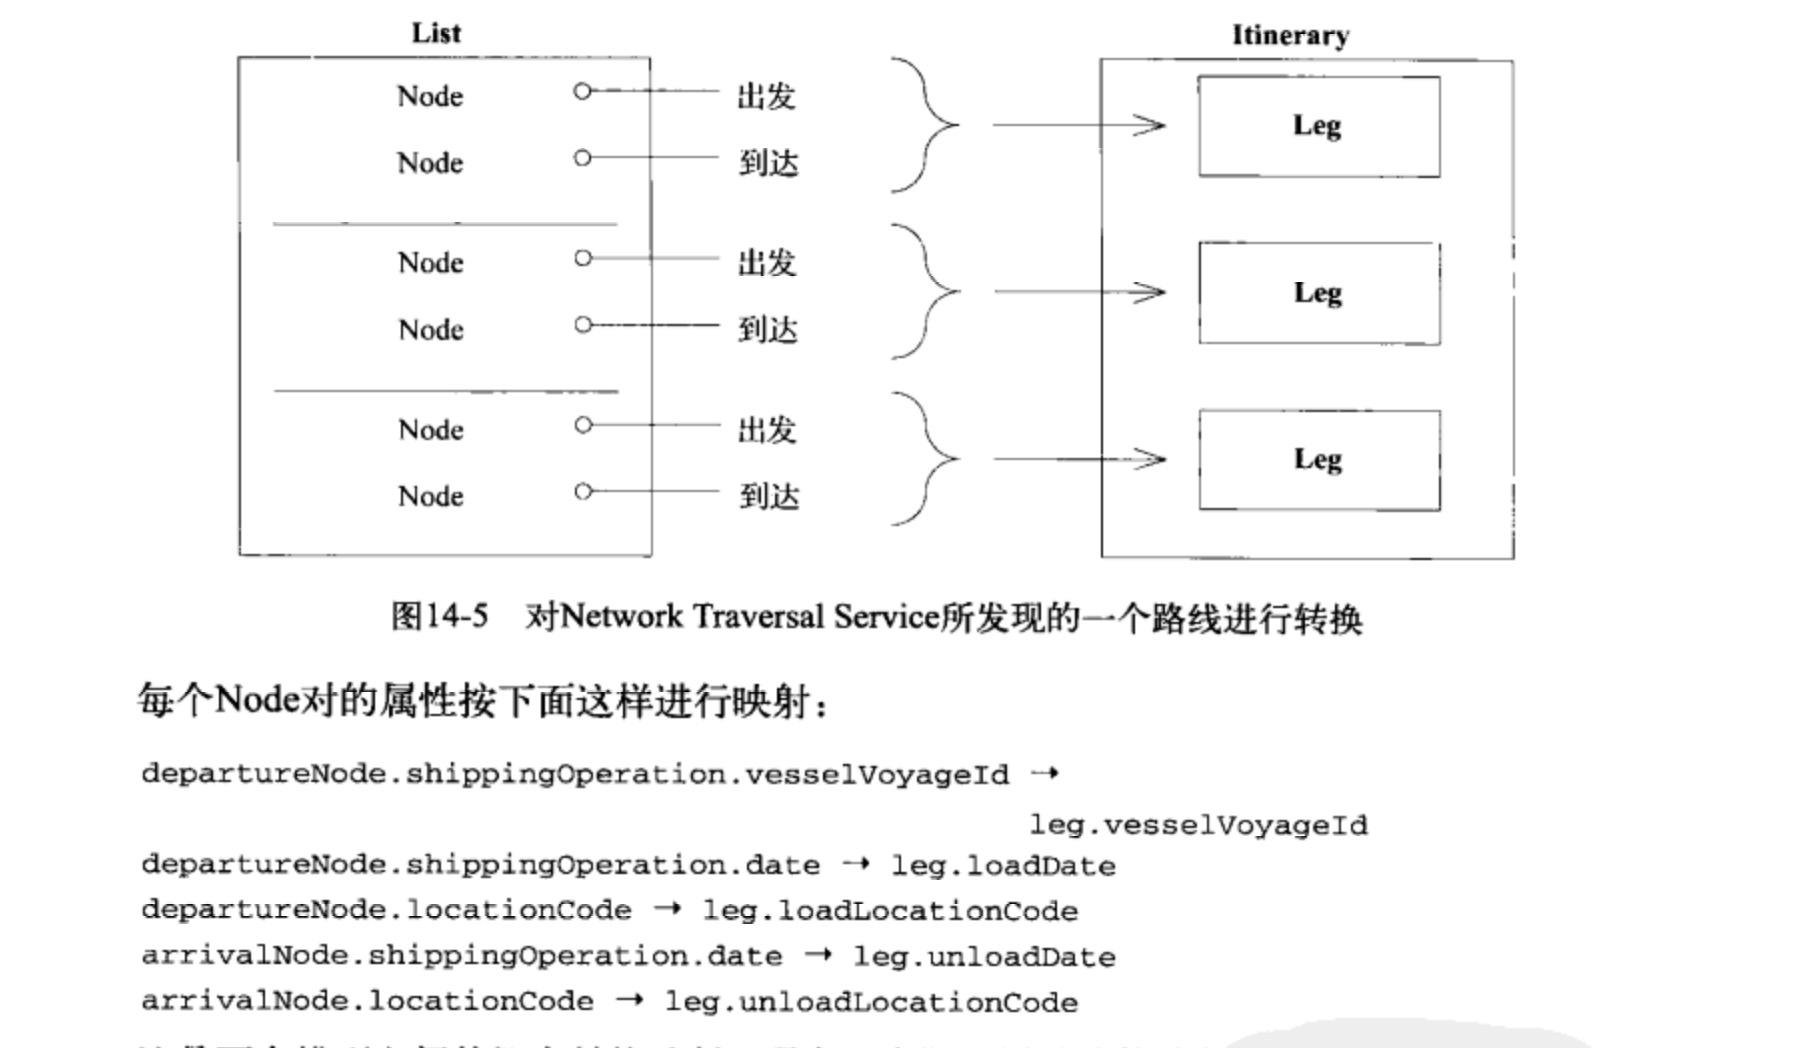 List
Itinerary
Node
出发
Node
到达
Leg
Node
出发
Node
到达
Leg
Node
出发
Node
到达
Leg
图14-5 对Network Traversal Service所发现的一个路线进行转换
每个Node对的属性按下面这样进行映射：
departureNode.shippingOperation.vesselVoyageId →
leg.vesselVoyageId
departureNode.shippingOperation.date → leg.loadDate
departureNode.locationCode → leg.loadLocationCode
arrivalNode.shippingOperation.date → leg.unloadDate
arrivalNode.locationCode → leg.unloadLocationCode